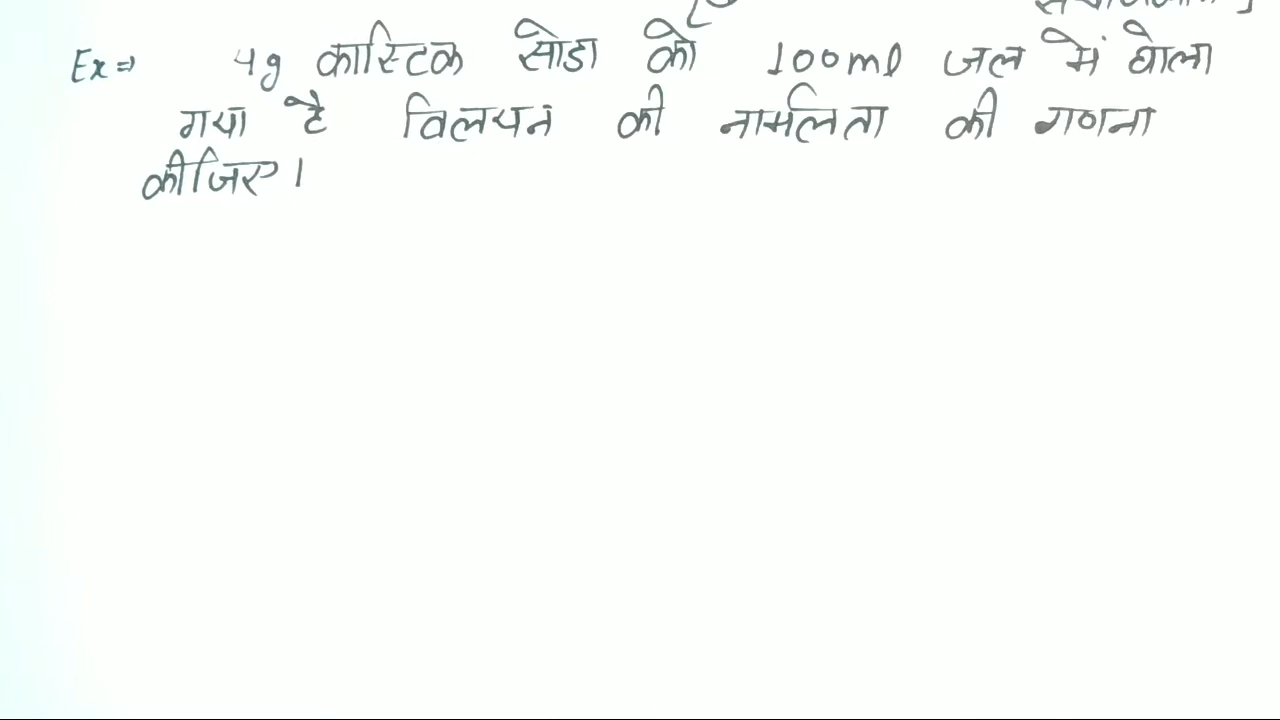 Ex⇒ 4g कास्टिक सोडा को 100ml जल में घोला
गया है विलयन की नार्मलता की गणना
कीजिए।